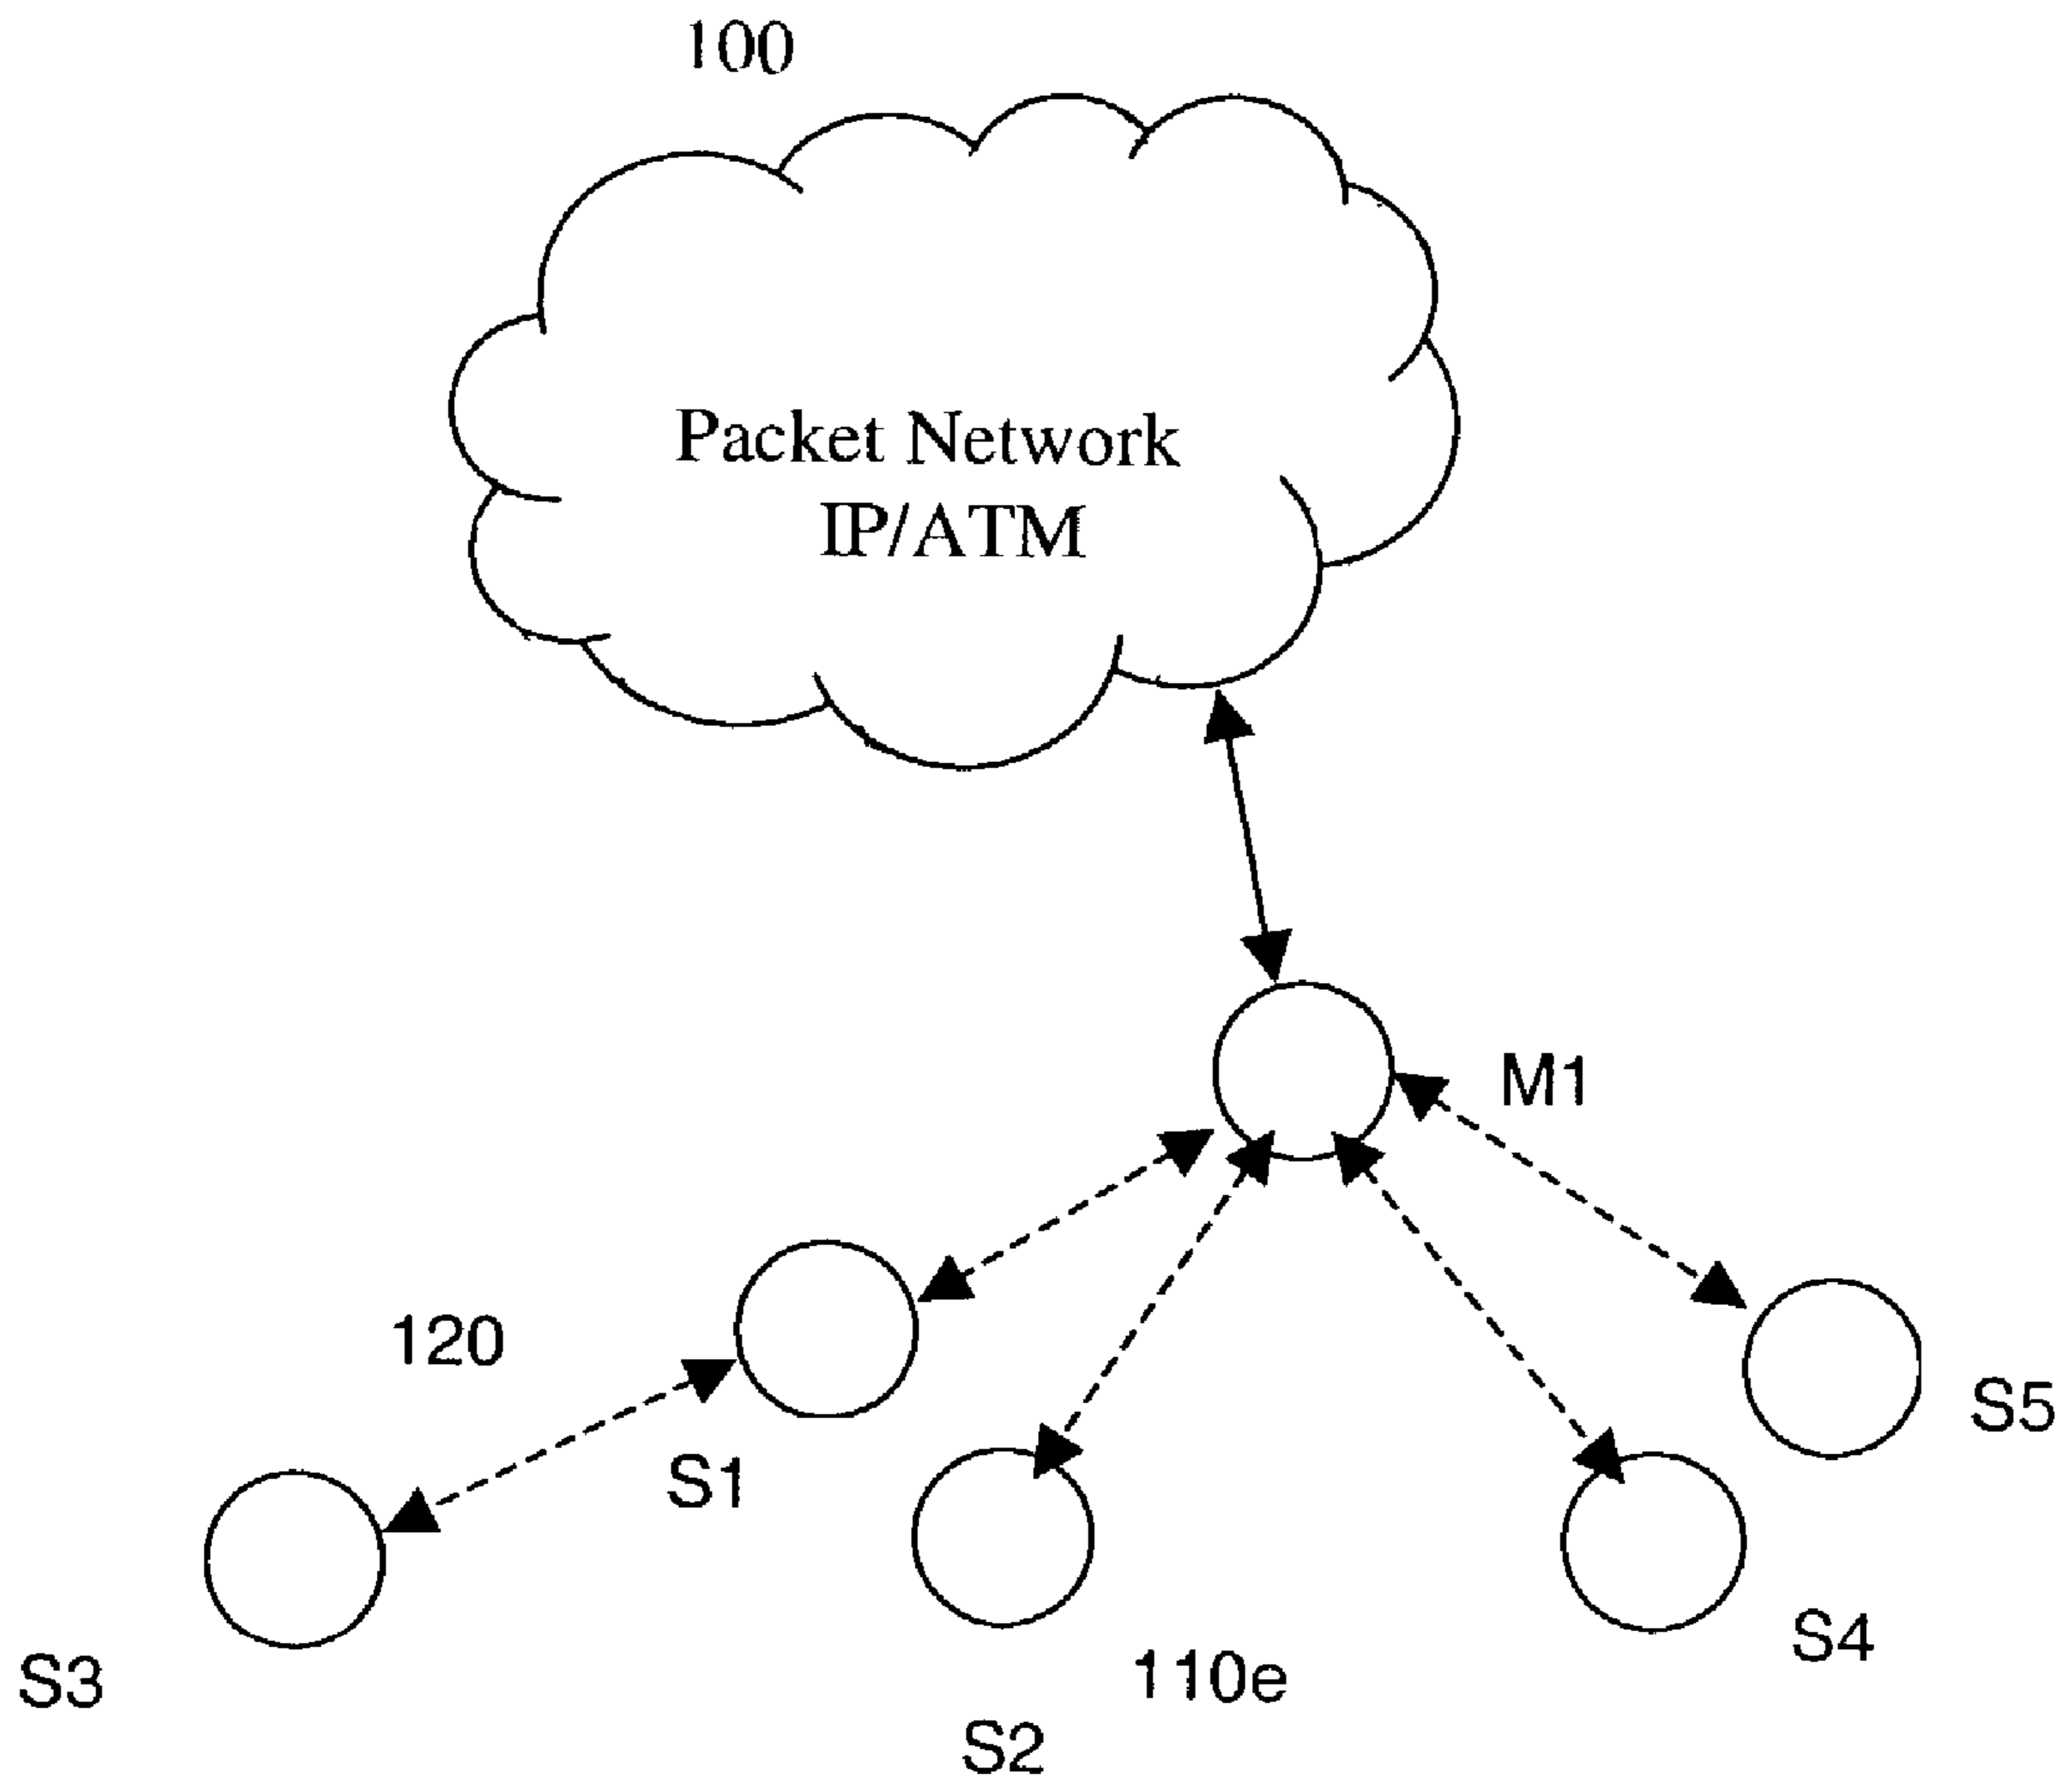 100
Packet Network
IP/ATM
M1
120
S1
S5
S3
110e
S4
S2